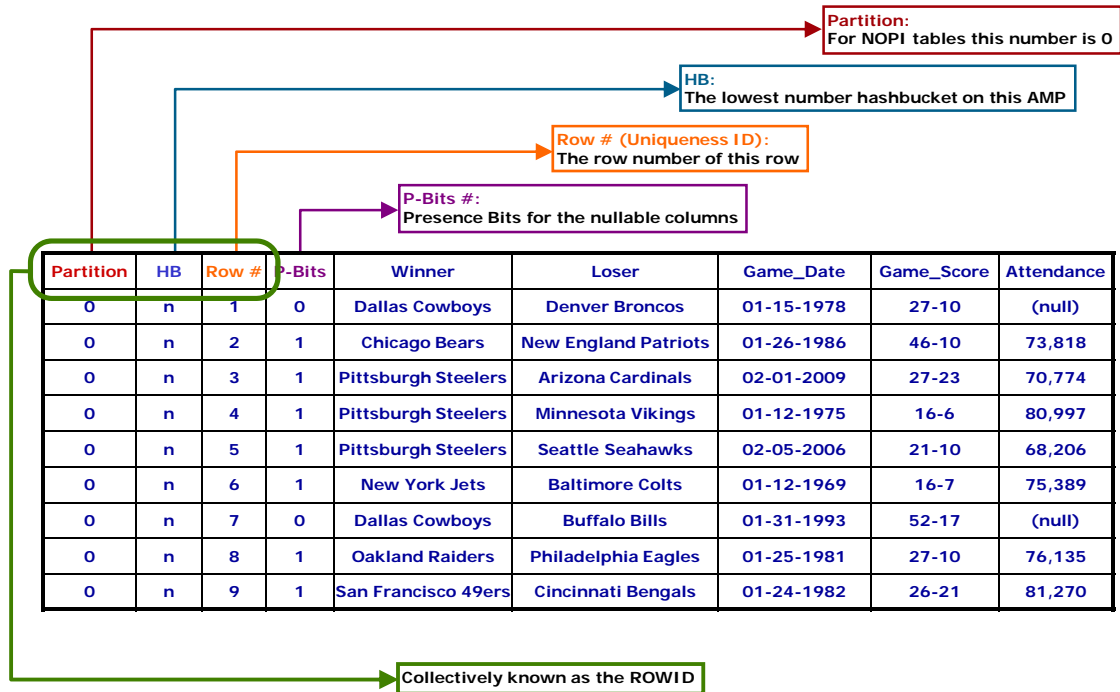 Partition:
For NOPI tables this number is 0
HB:
The lowest number hashbucket on this AMP
Row # (Uniqueness ID):
The row number of this row
P-Bits #:
Presence Bits for the nullable columns
Partition HB Row # P-Bits Winner Loser Game_Date Game_Score Attendance
0 n 1 0 Dallas Cowboys Denver Broncos 01-15-1978 27-10 (null)
0 n 2 1 Chicago Bears New England Patriots 01-26-1986 46-10 73,818
0 n 3 1 Pittsburgh Steelers Arizona Cardinals 02-01-2009 27-23 70,774
0 n 4 1 Pittsburgh Steelers Minnesota Vikings 01-12-1975 16-6 80,997
0 n 5 1 Pittsburgh Steelers Seattle Seahawks 02-05-2006 21-10 68,206
0 n 6 1 New York Jets Baltimore Colts 01-12-1969 16-7 75,389
0 n 7 0 Dallas Cowboys Buffalo Bills 01-31-1993 52-17 (null)
0 n 8 1 Oakland Raiders Philadelphia Eagles 01-25-1981 27-10 76,135
0 n 9 1 San Francisco 49ers Cincinnati Bengals 01-24-1982 26-21 81,270
Collectively known as the ROWID